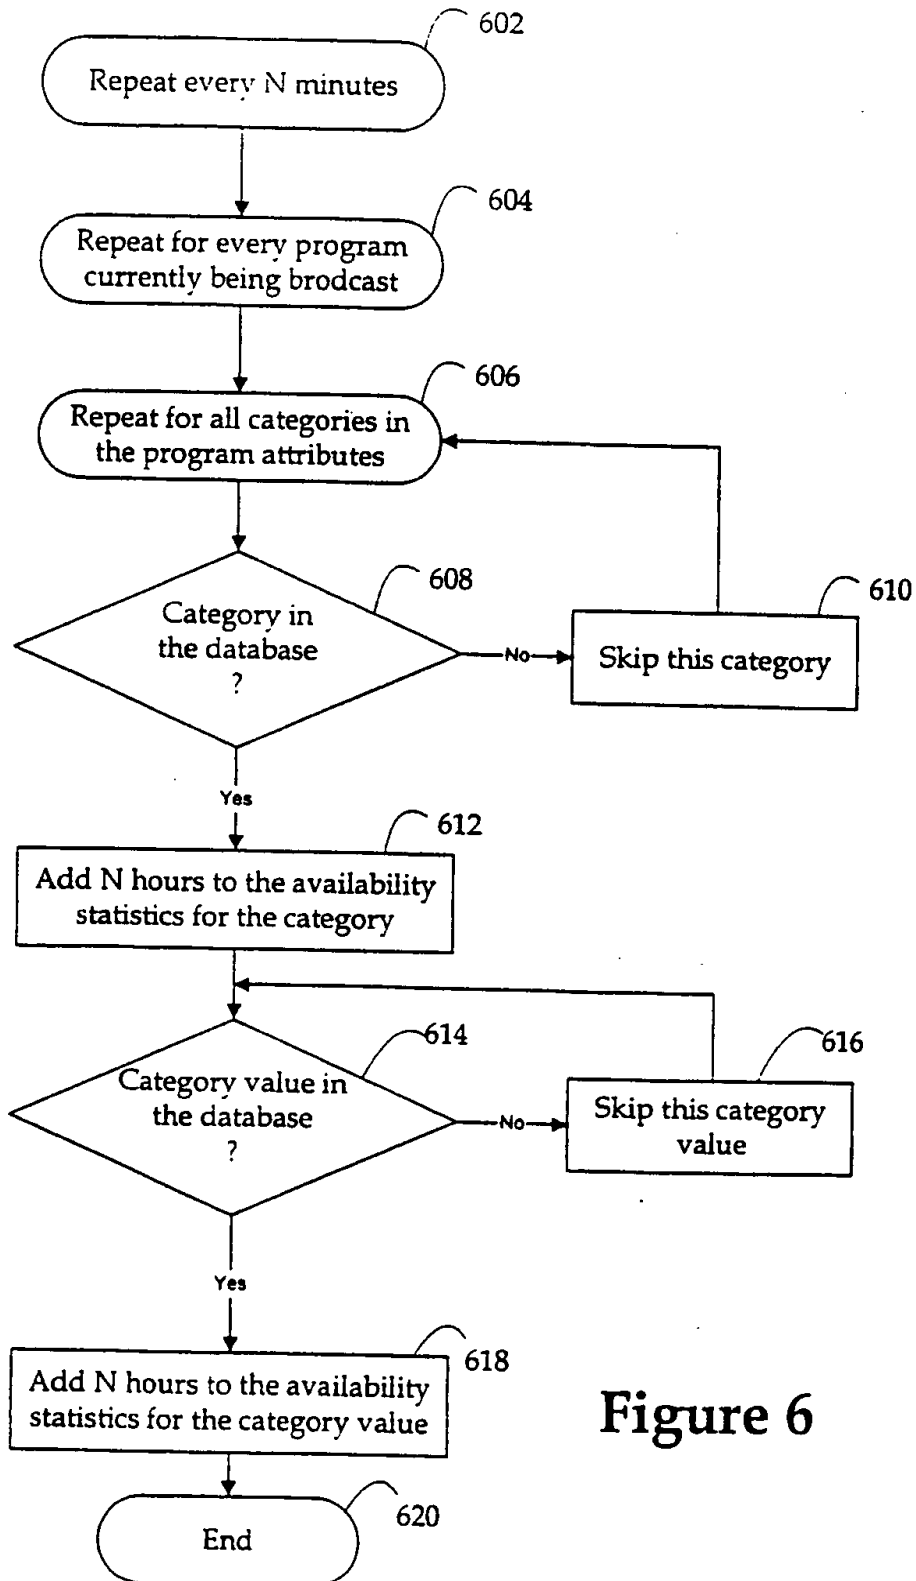 602
Repeat every N minutes
604
Repeat for every program
currently being brodcast
606
Repeat for all categories in
the program attributes
608
Category in
the database
?
610
No
Skip this category
Yes
612
Add N hours to the availability
statistics for the category
614
Category value in
the database
?
616
No
Skip this category
value
Yes
618
Add N hours to the availability
statistics for the category value
Figure 6
620
End